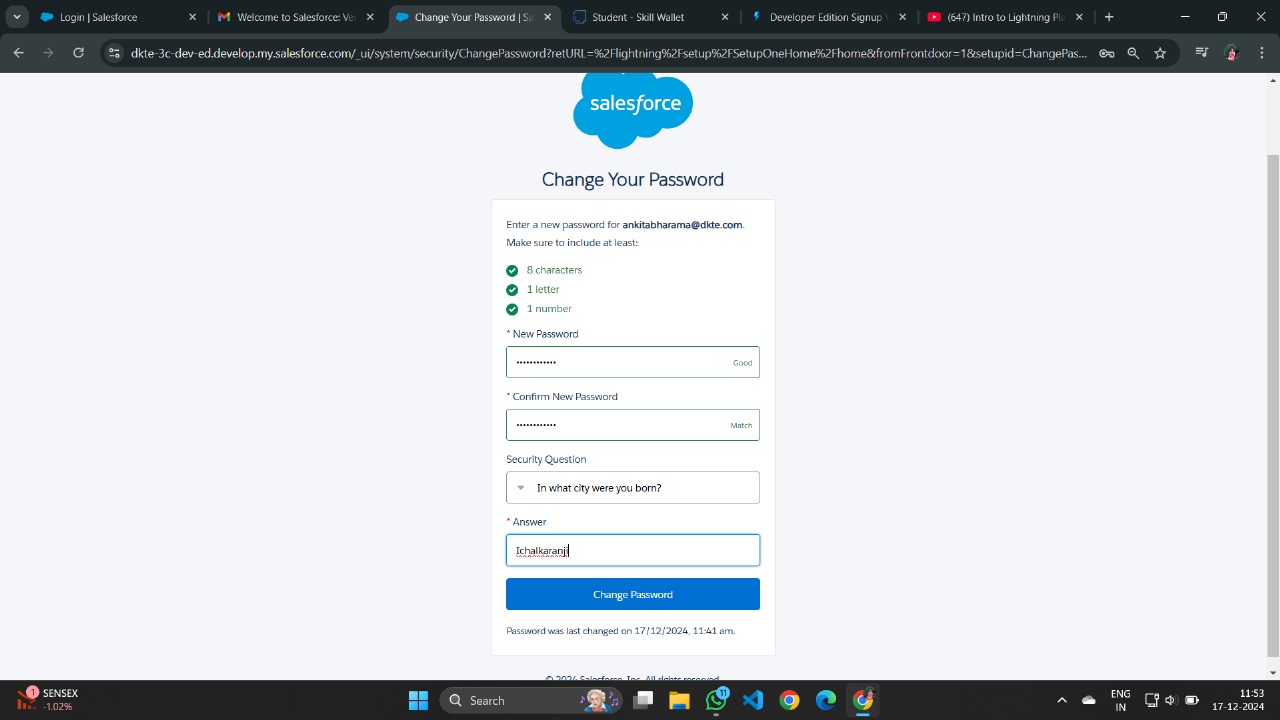 Login | Salesforce
Welcome to Salesforce: Ve
Change Your Password | Sa
Student - Skill Wallet
Developer Edition Signup
(647) Intro to Lightning Pla
dkte-3c-dev-ed.develop.my.salesforce.com/_ui/system/security/ChangePassword?retURL=%2Flightning%2Fsetup%2FSetupOneHome%2Fhome&fromFrontdoor=1&setupid=ChangePas...
salesforce
Change Your Password
Enter a new password for ankitabharama@dkte.com.
Make sure to include at least:
8 characters
1 letter
1 number
* New Password
•••••••••••• Good
* Confirm New Password
•••••••••••• Match
Security Question
In what city were you born?
* Answer
Ichalkaranji
Change Password
Password was last changed on 17/12/2024, 11:41 am.
© 2024 Salesforce, Inc. All rights reserved.
1
SENSEX
-1.02%
Search
11
ENG
IN
11:53
17-12-2024